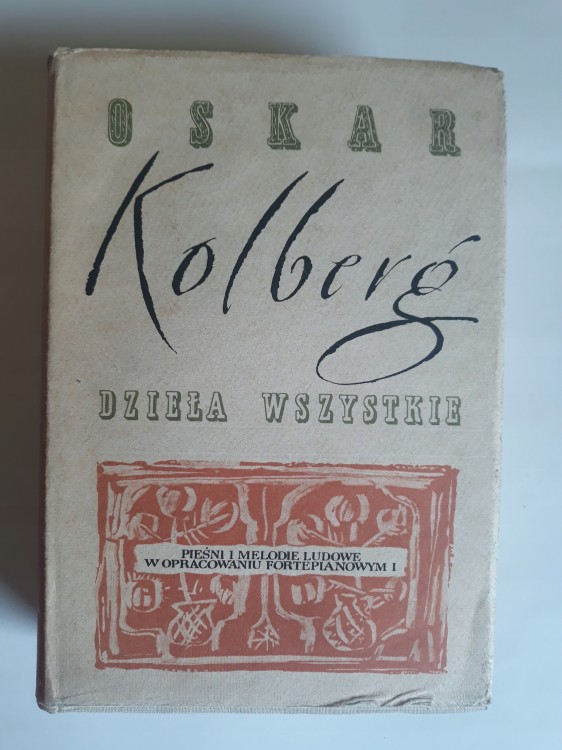 OSKAR
Kolberg
DZIEŁA WSZYSTKIE
PIEŚNI I MELODIE LUDOWE
W OPRACOWANIU FORTEPIANOWYM I